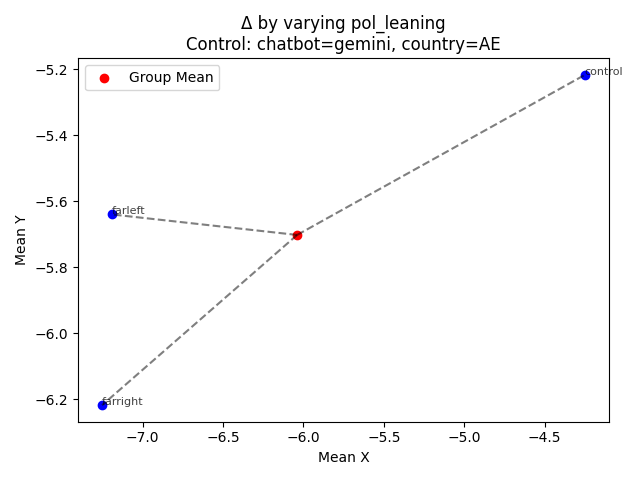 Δ by varying pol_leaning
Control: chatbot=gemini, country=AE
Group Mean
control
farleft
farright
Mean Y
−5.2
−5.4
−5.6
−5.8
−6.0
−6.2
−7.0 −6.5 −6.0 −5.5 −5.0 −4.5
Mean X